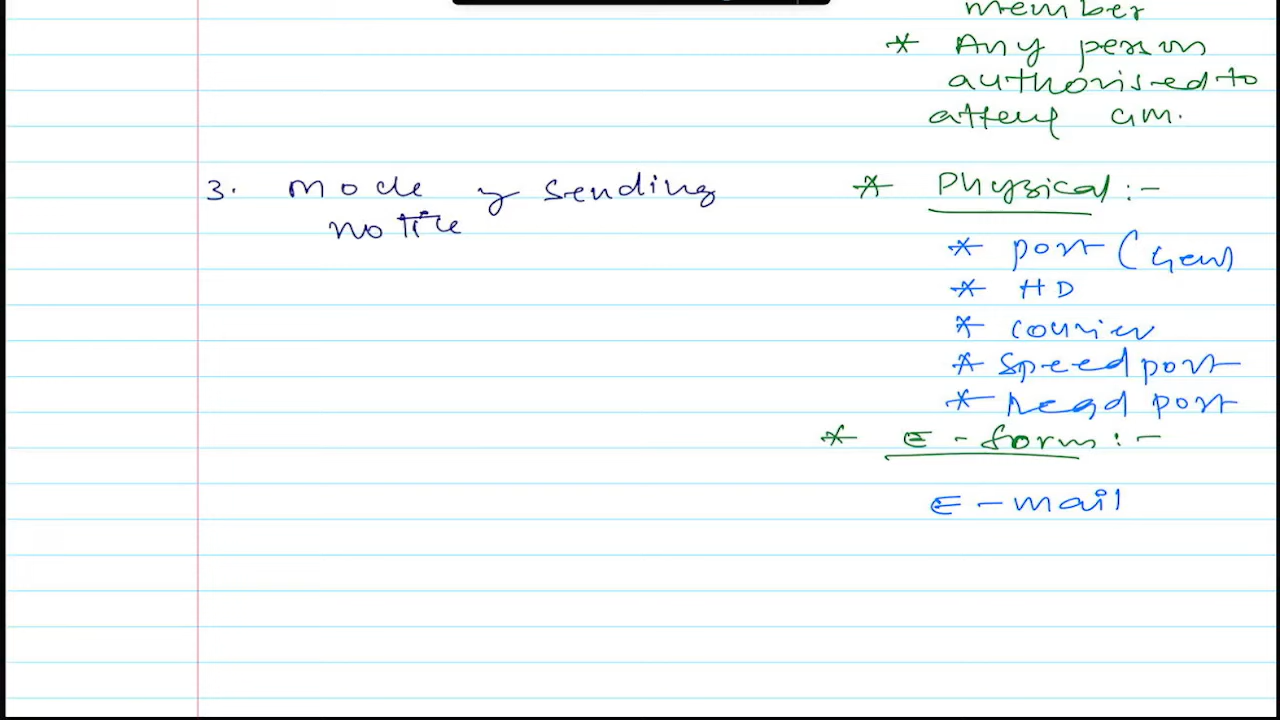 member
* Any person
authorised to
attend GM.
3. Mode of sending
notice
* Physical :-
* post (Gen)
* HD
* Courier
* Speed post
* Regd post
* E-form :-
E-mail